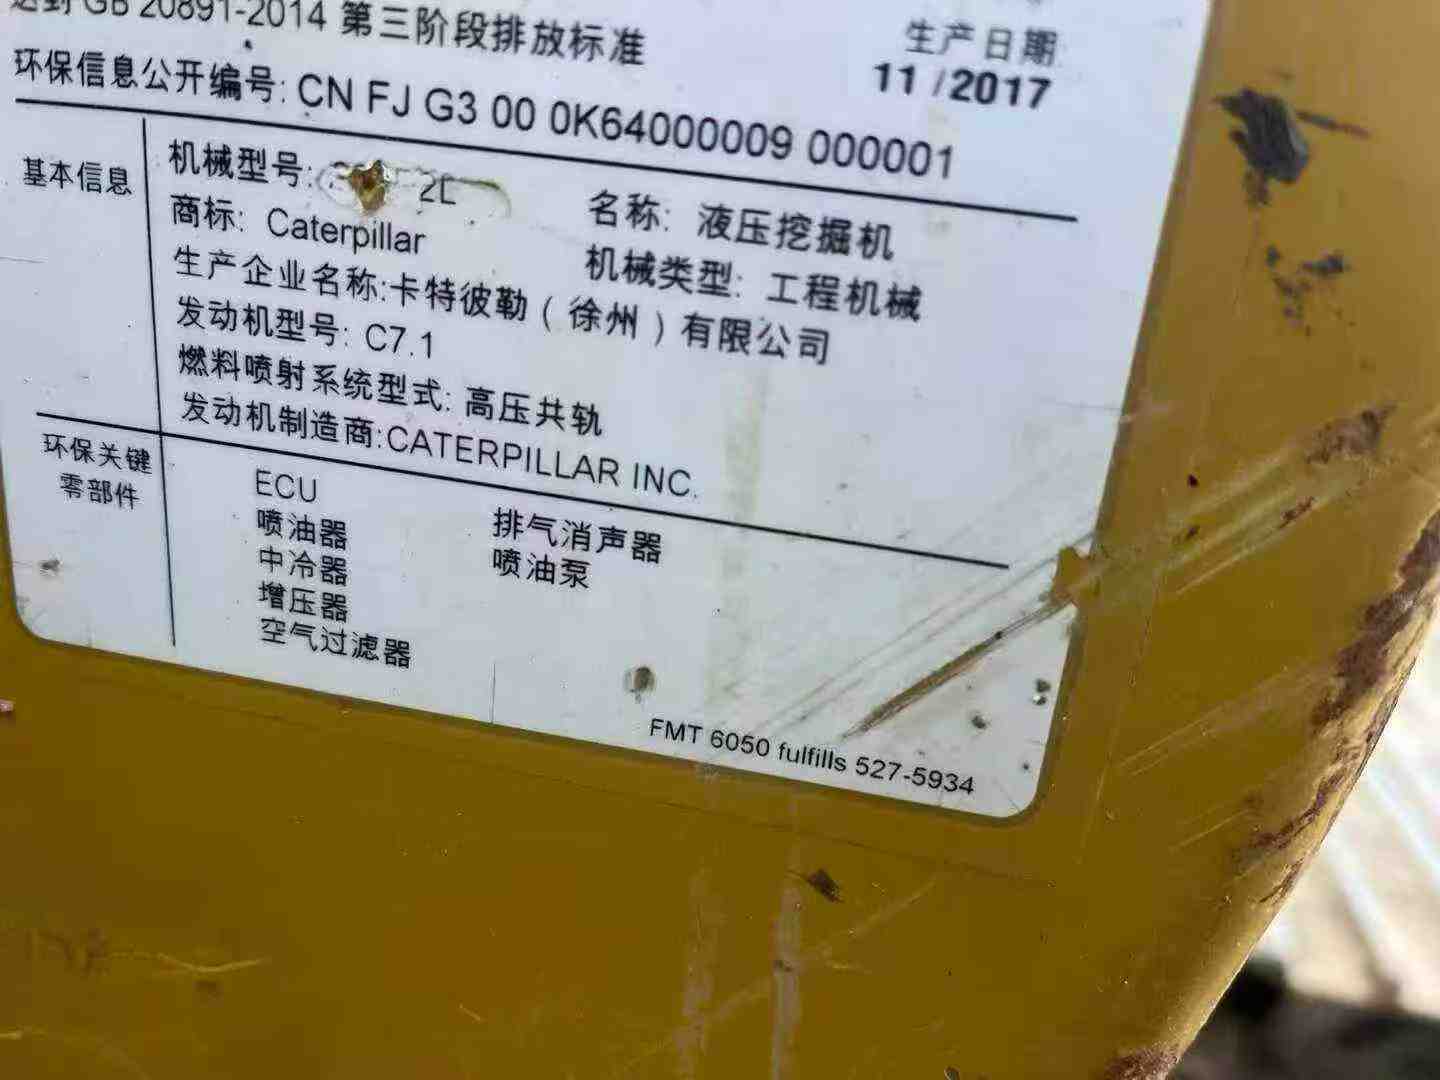 达到GB 20891-2014 第三阶段排放标准
生产日期:
11 /2017
环保信息公开编号: CN FJ G3 00 0K64000009 000001
基本信息
机械型号:
名称: 液压挖掘机
商标: Caterpillar
机械类型: 工程机械
生产企业名称:卡特彼勒（徐州）有限公司
发动机型号: C7.1
燃料喷射系统型式: 高压共轨
发动机制造商:CATERPILLAR INC.
环保关键
零部件
ECU
喷油器
排气消声器
中冷器
喷油泵
增压器
空气过滤器
FMT 6050 fulfills 527-5934